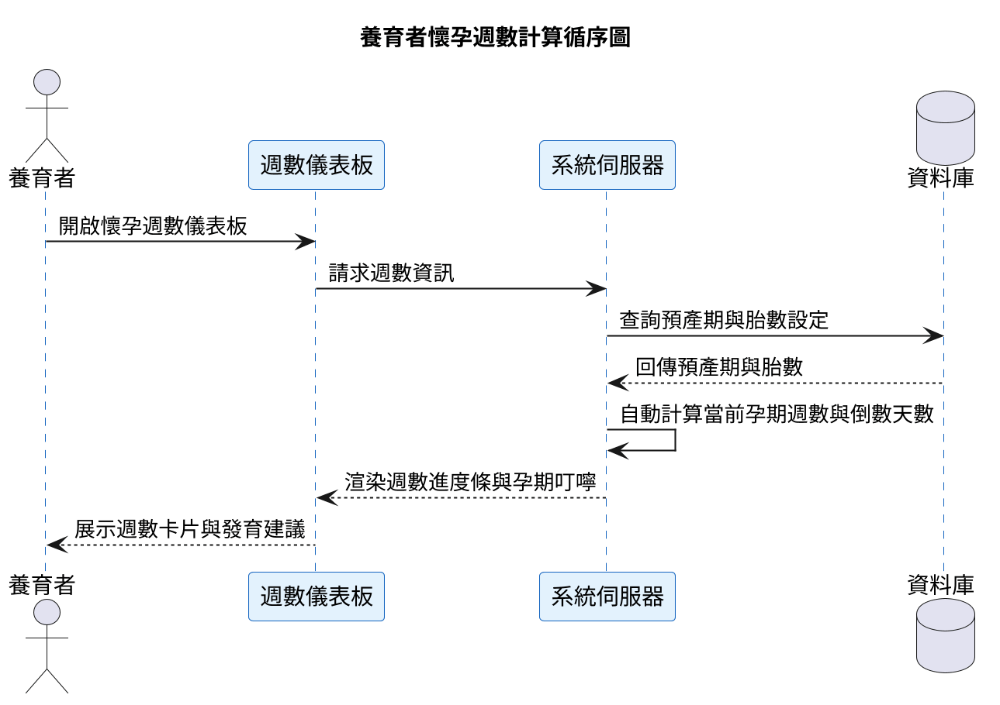 養育者懷孕週數計算循序圖
養育者
週數儀表板
系統伺服器
資料庫
開啟懷孕週數儀表板
請求週數資訊
查詢預產期與胎數設定
回傳預產期與胎數
自動計算當前孕期週數與倒數天數
渲染週數進度條與孕期叮嚀
展示週數卡片與發育建議
養育者
週數儀表板
系統伺服器
資料庫